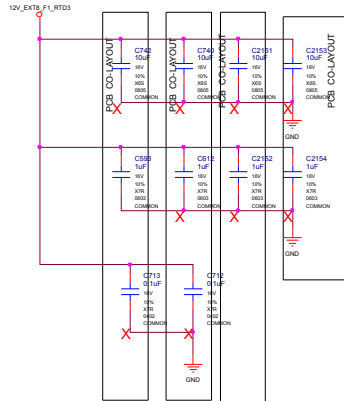 12V_EXT8_F1_RTD3
PCB CO-LAYOUT
PCB CO-LAYOUT
PCB CO-LAYOUT
PCB CO-LAYOUT
C742
10uF
16V
10%
X6S
0805
COMMON
C740
10uF
16V
10%
X6S
0805
COMMON
C2151
10uF
16V
10%
X6S
0805
COMMON
C2153
10uF
16V
10%
X6S
0805
COMMON
GND
C593
1uF
16V
10%
X7R
0603
COMMON
C612
1uF
16V
10%
X7R
0603
COMMON
C2152
1uF
16V
10%
X7R
0603
COMMON
C2154
1uF
16V
10%
X7R
0603
COMMON
GND
C713
0.1uF
16V
10%
X7R
0402
COMMON
C712
0.1uF
16V
10%
X7R
0402
COMMON
GND